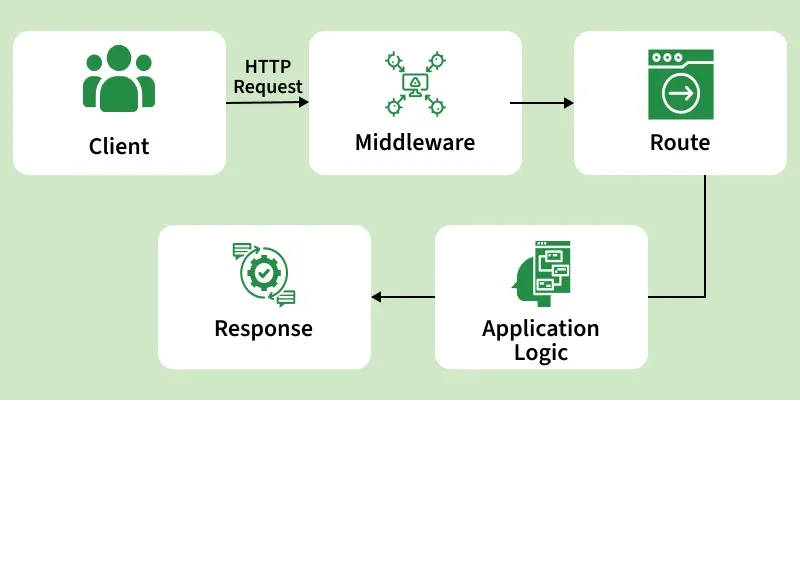 Client
HTTP
Request
Middleware
Route
Response
Application
Logic